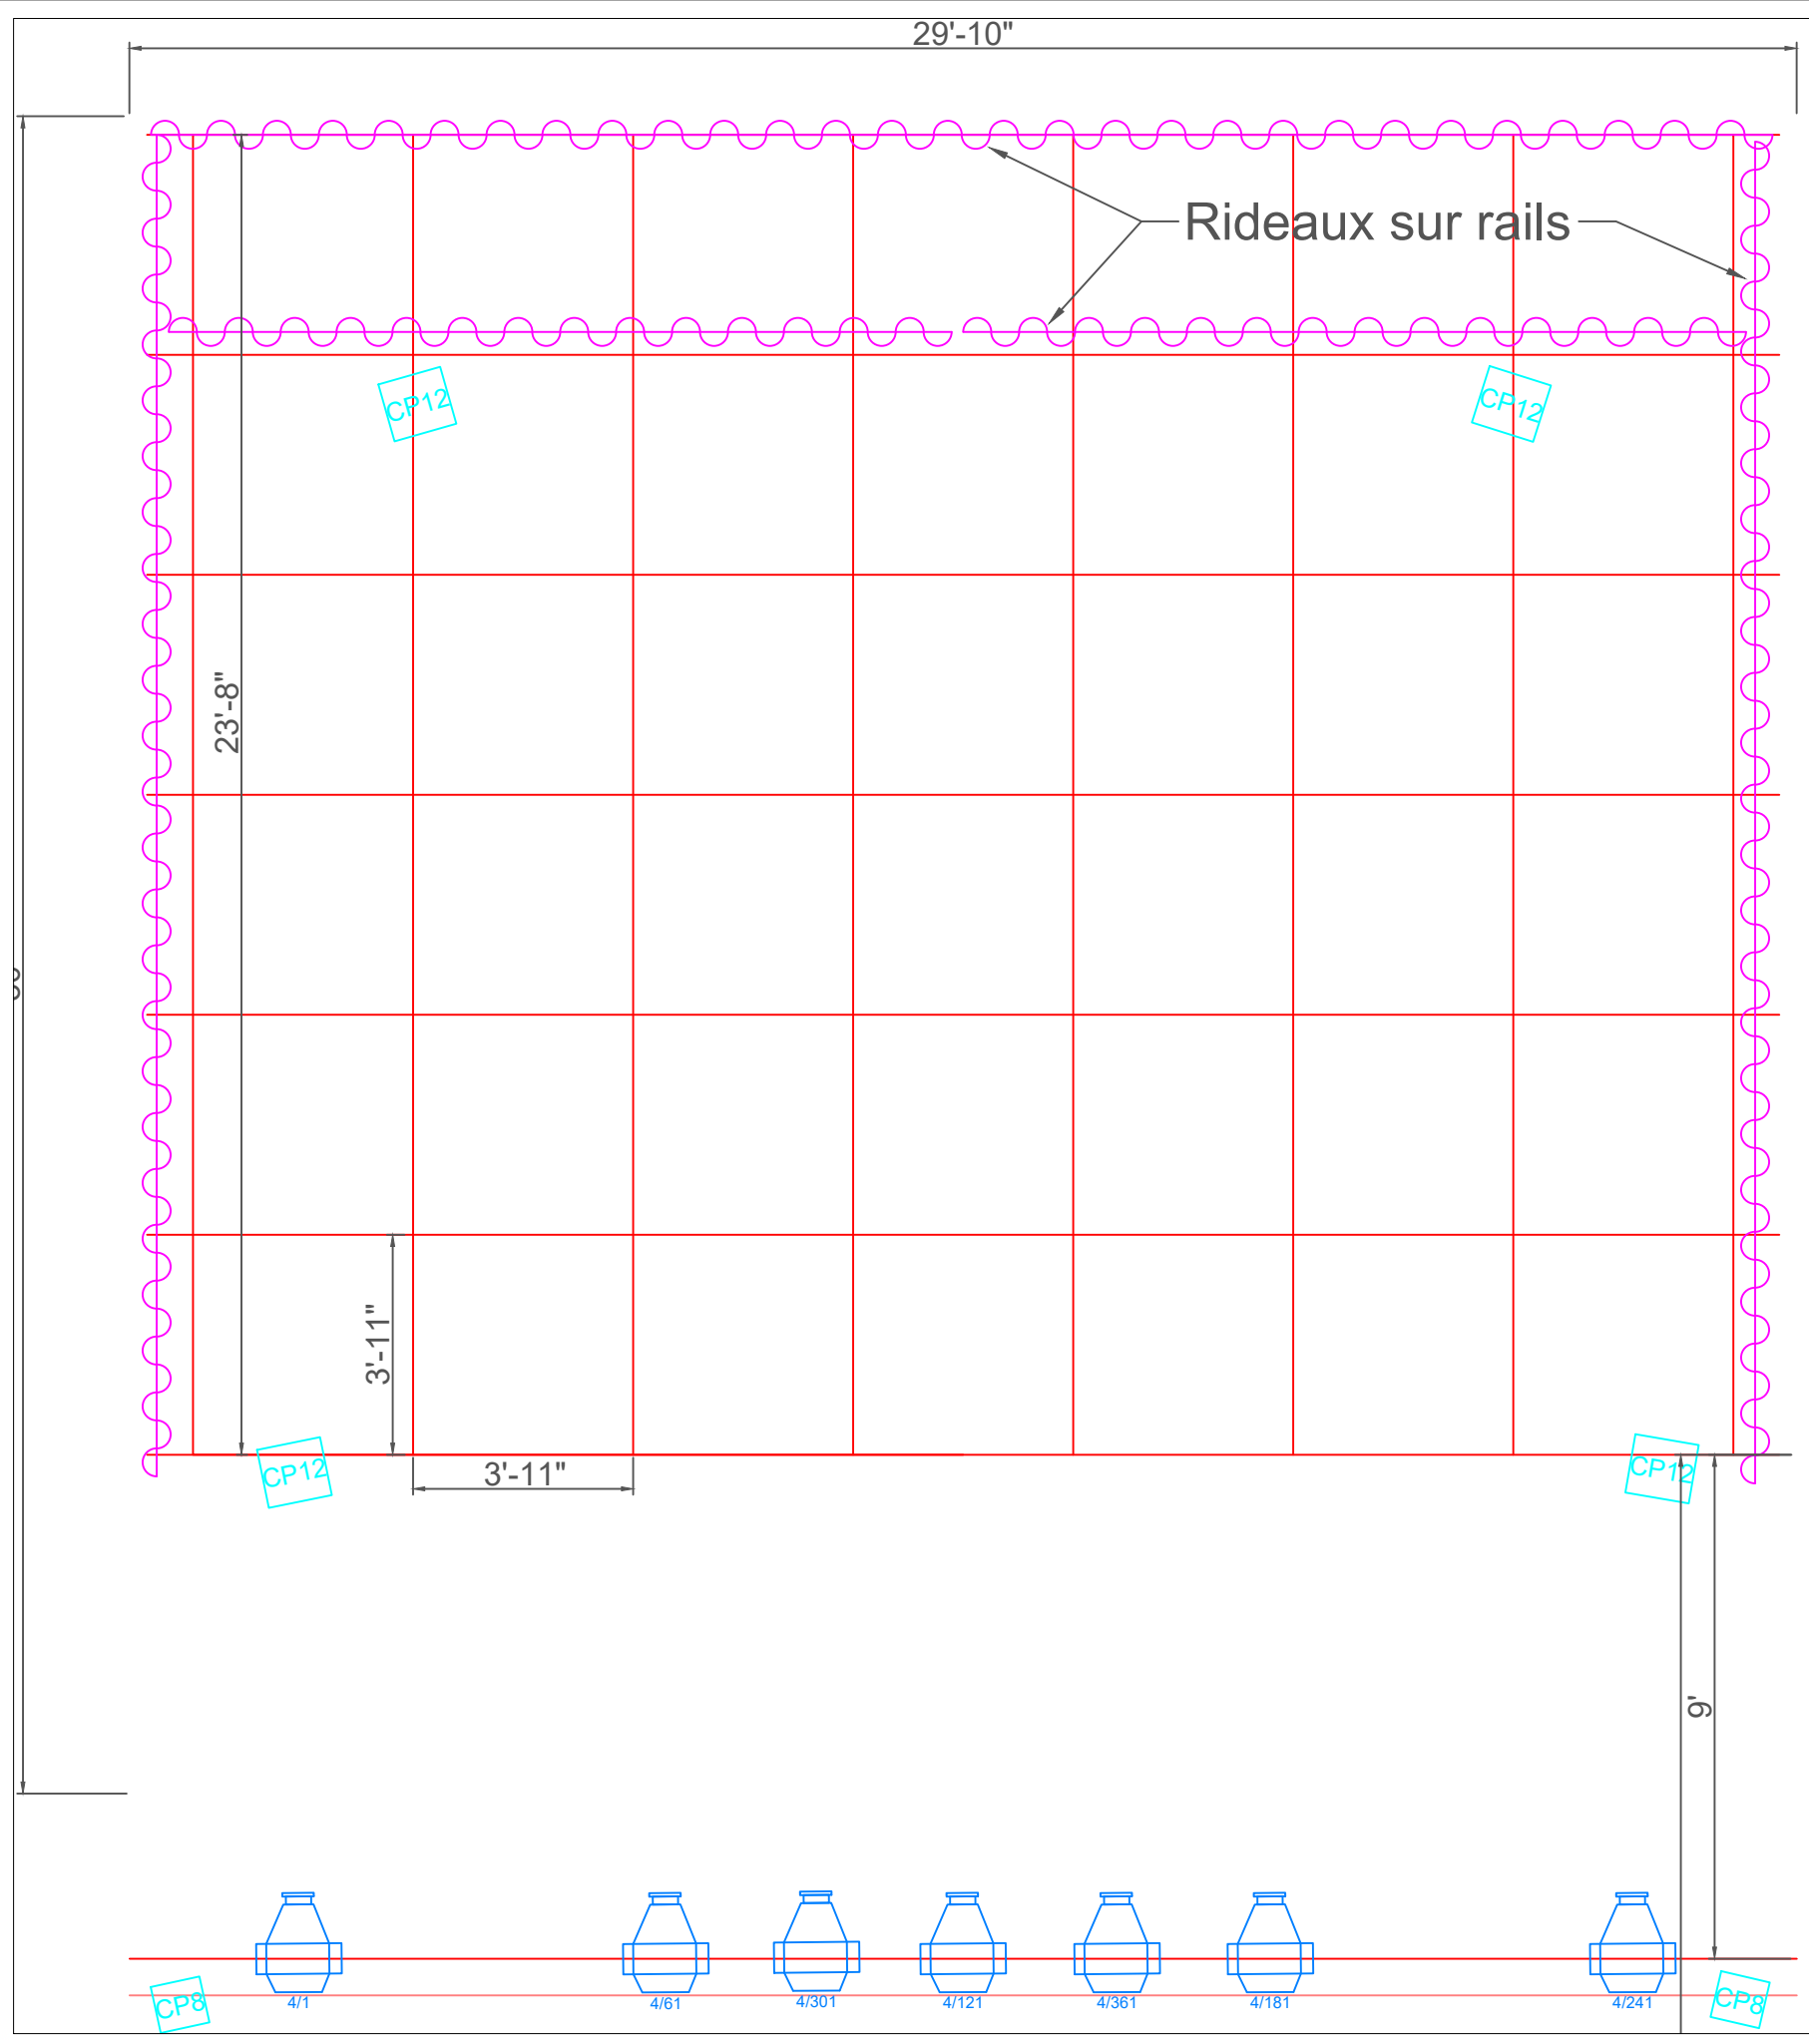 29'-10"
Rideaux sur rails
CP12
CP12
23'-8"
3'-11"
CP12
3'-11"
CP12
9'
CP8
4/1
4/61
4/301
4/121
4/361
4/181
4/241
CP8